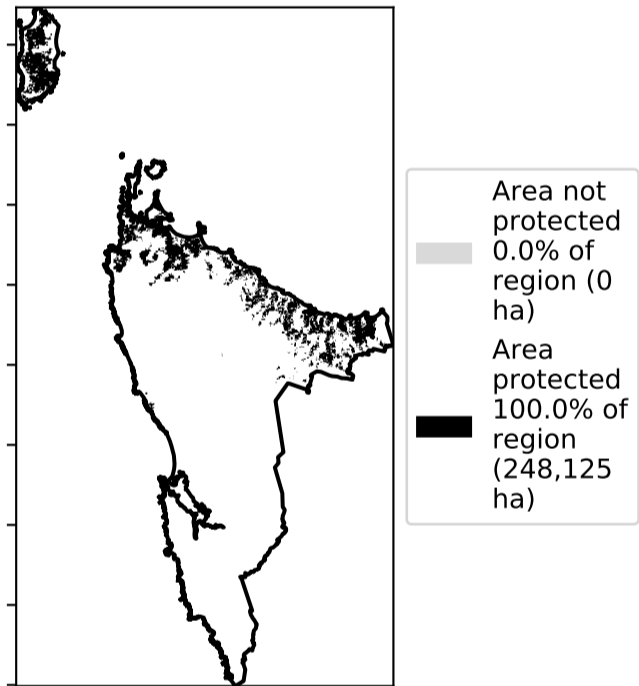 Area not
protected
0.0% of
region (0
ha)
Area
protected
100.0% of
region
(248,125
ha)